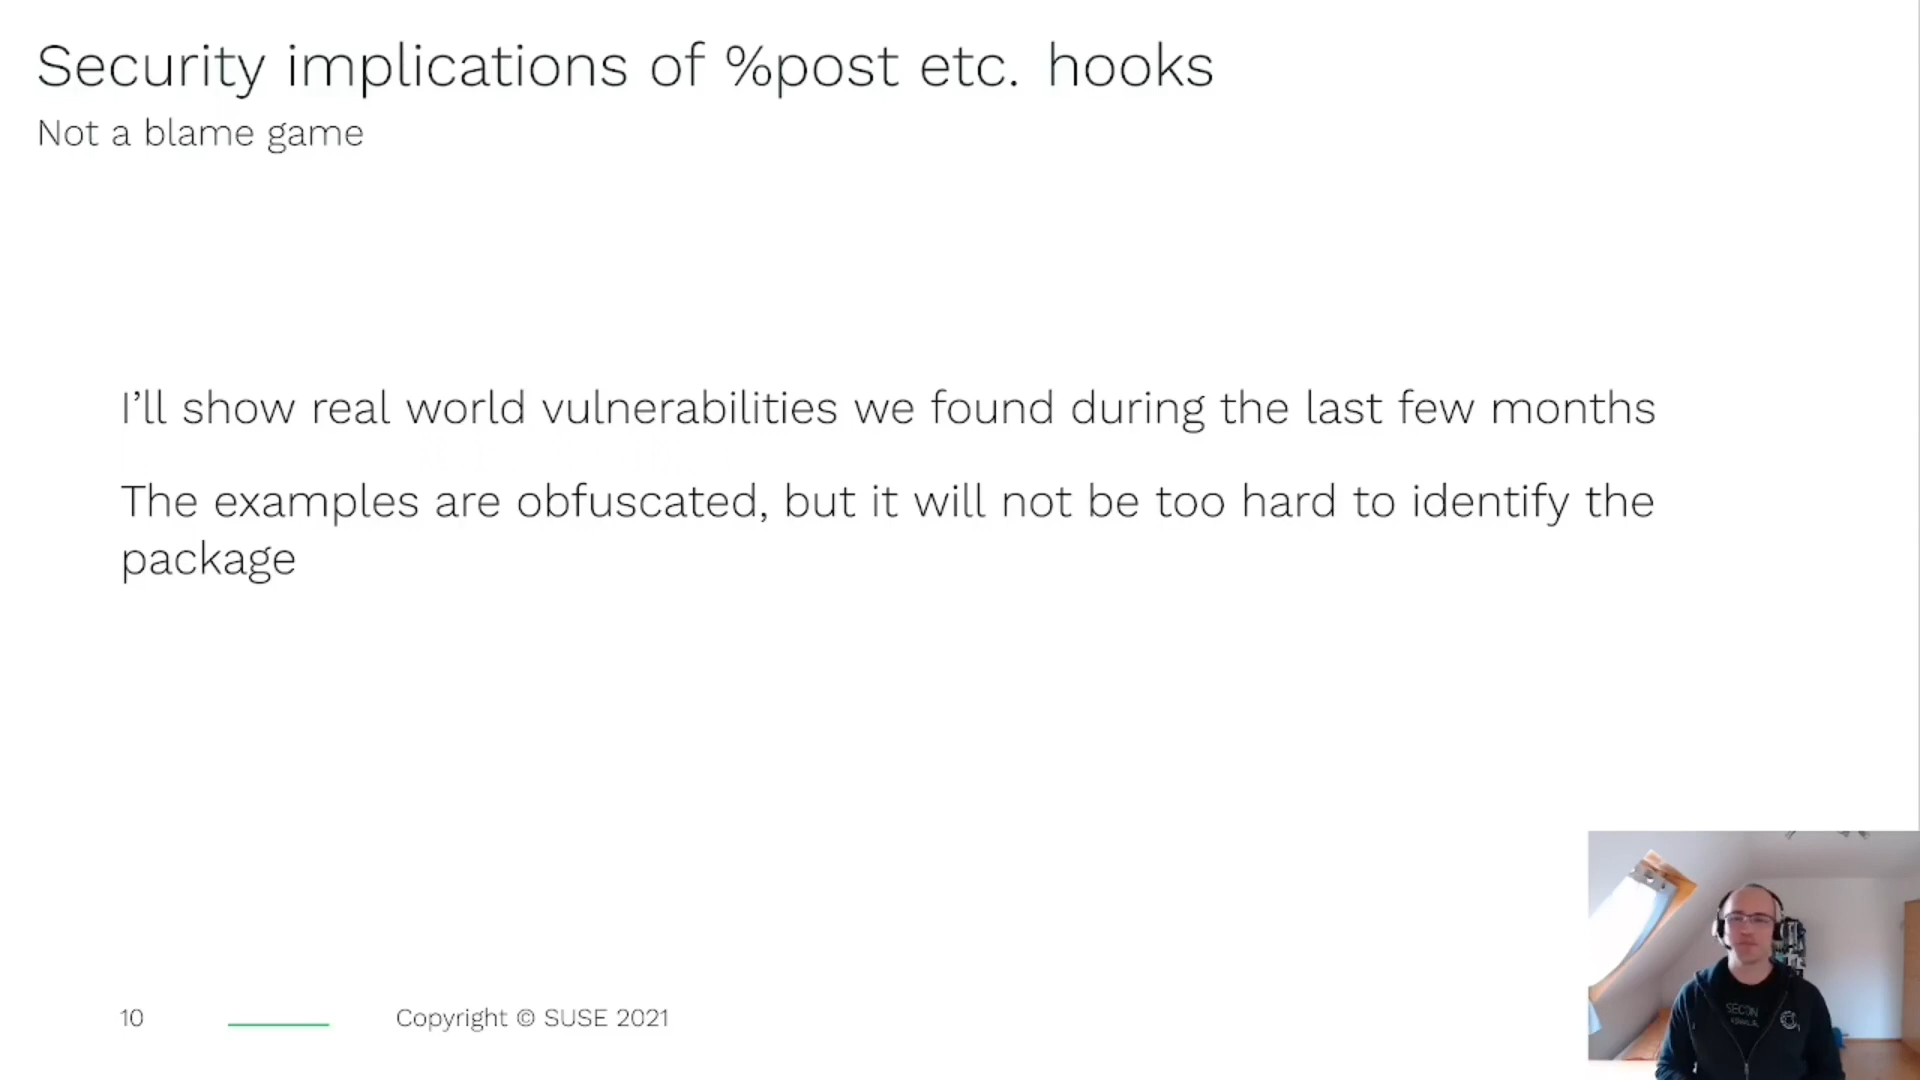 Security implications of %post etc. hooks
Not a blame game
I’ll show real world vulnerabilities we found during the last few months
The examples are obfuscated, but it will not be too hard to identify the
package
10
Copyright © SUSE 2021